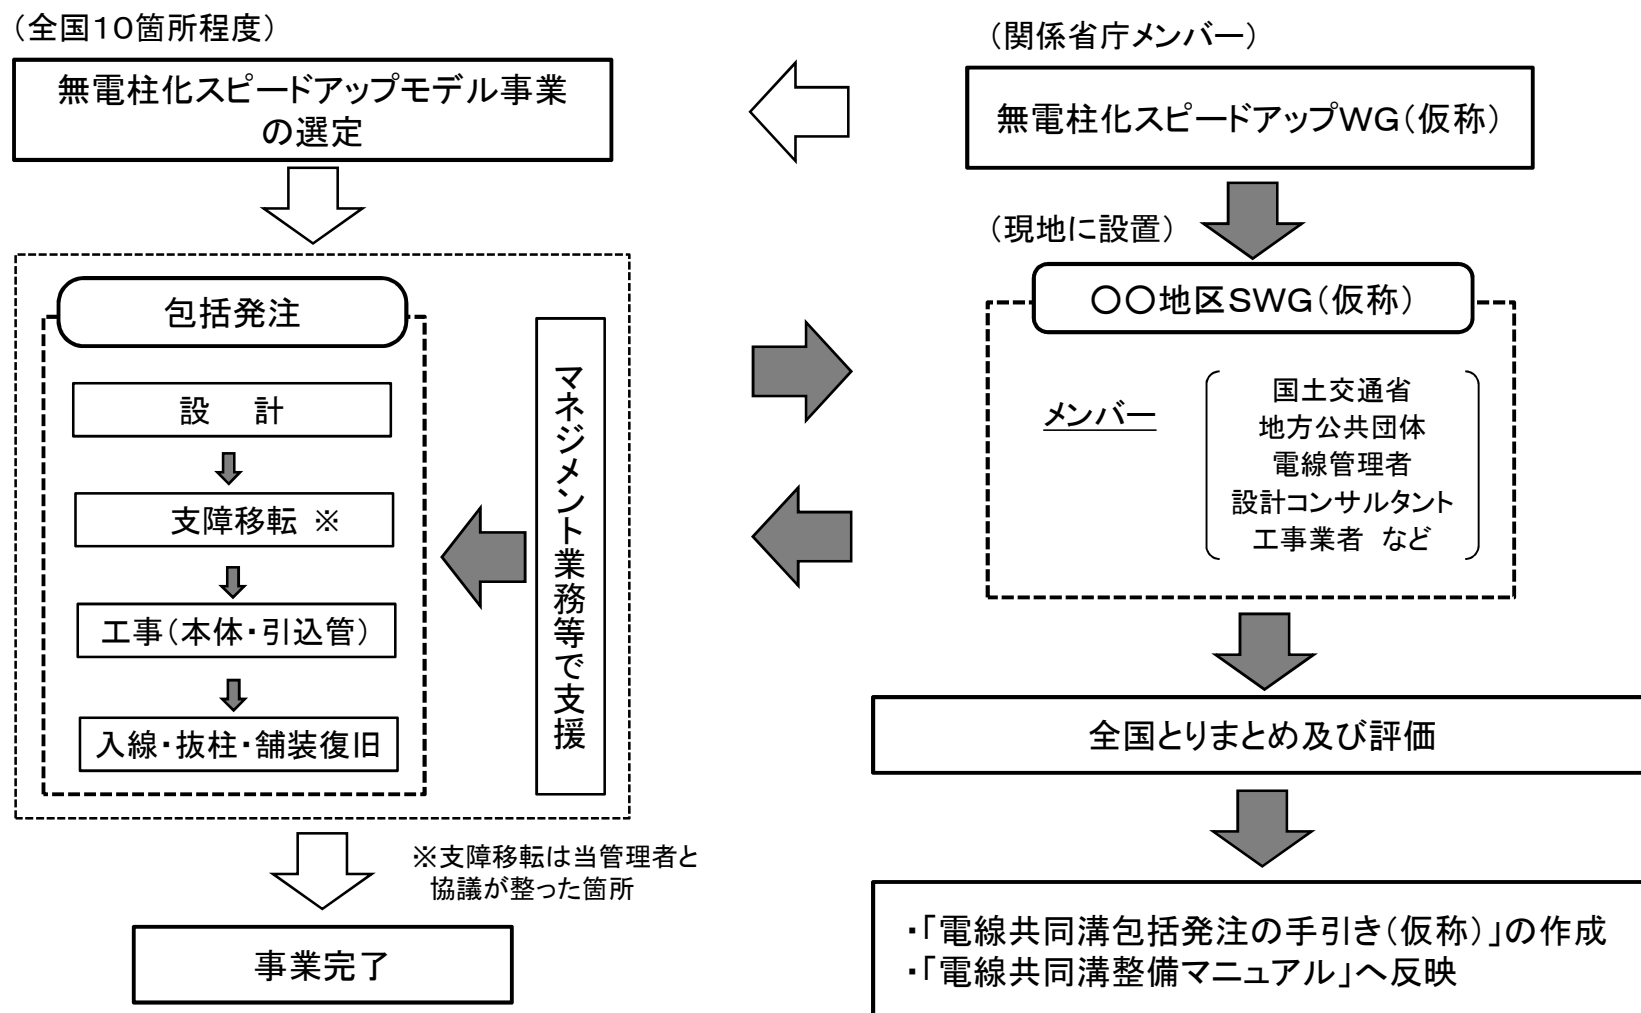 （全国１０箇所程度）
無電柱化スピードアップモデル事業
の選定
包括発注
設　計
支障移転 ※
工事（本体・引込管）
入線・抜柱・舗装復旧
マネジメント業務等で支援
※支障移転は当管理者と
協議が整った箇所
事業完了
（関係省庁メンバー）
無電柱化スピードアップＷＧ（仮称）
（現地に設置）
〇〇地区ＳＷＧ（仮称）
メンバー
国土交通省
地方公共団体
電線管理者
設計コンサルタント
工事業者　など
全国とりまとめ及び評価
・「電線共同溝包括発注の手引き（仮称）」の作成
・「電線共同溝整備マニュアル」へ反映